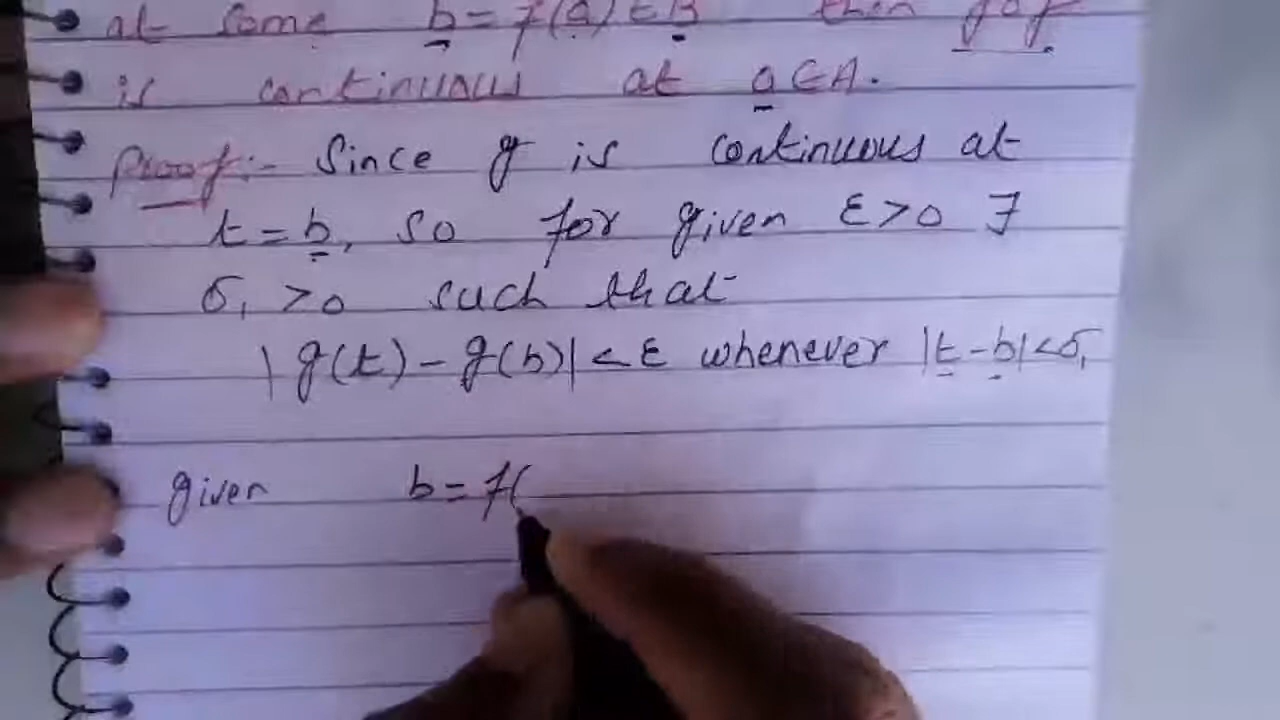 at some b = f(a) ∈ B then gof
is continuous at a ∈ A.
Proof:- Since g is continuous at
t = b, so for given ε > 0 ∃
δ₁ > 0 such that
|g(t) - g(b)| < ε whenever |t - b| < δ₁
given b = f(